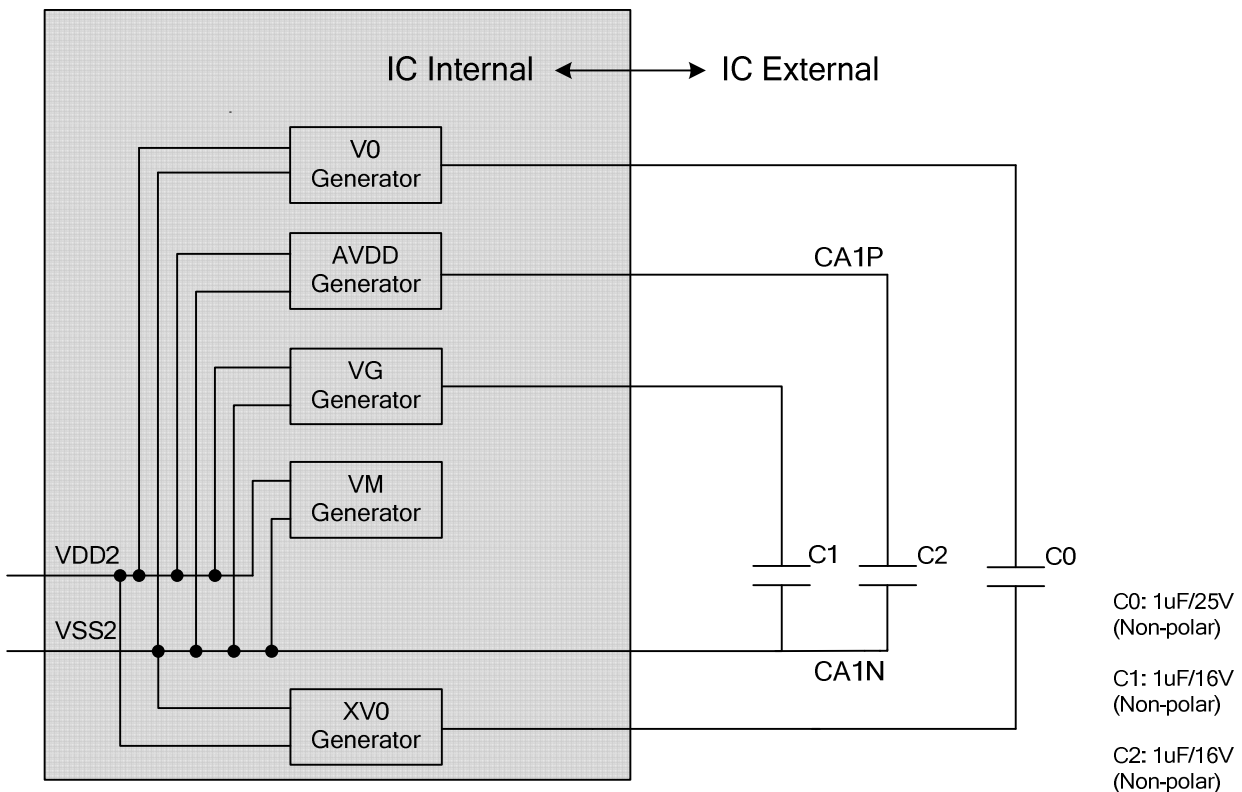 IC Internal
IC External
V0
Generator
AVDD
Generator
CA1P
VG
Generator
VM
Generator
VDD2
C1
C2
C0
VSS2
CA1N
XV0
Generator
C0: 1uF/25V
(Non-polar)
C1: 1uF/16V
(Non-polar)
C2: 1uF/16V
(Non-polar)